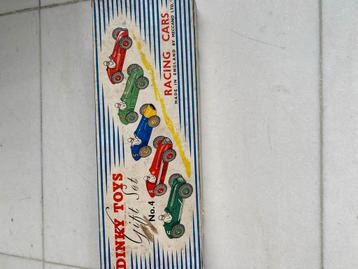 DINKY TOYS
Gift Set
No.4
RACING CARS
MADE IN ENGLAND BY MECCANO LTD.